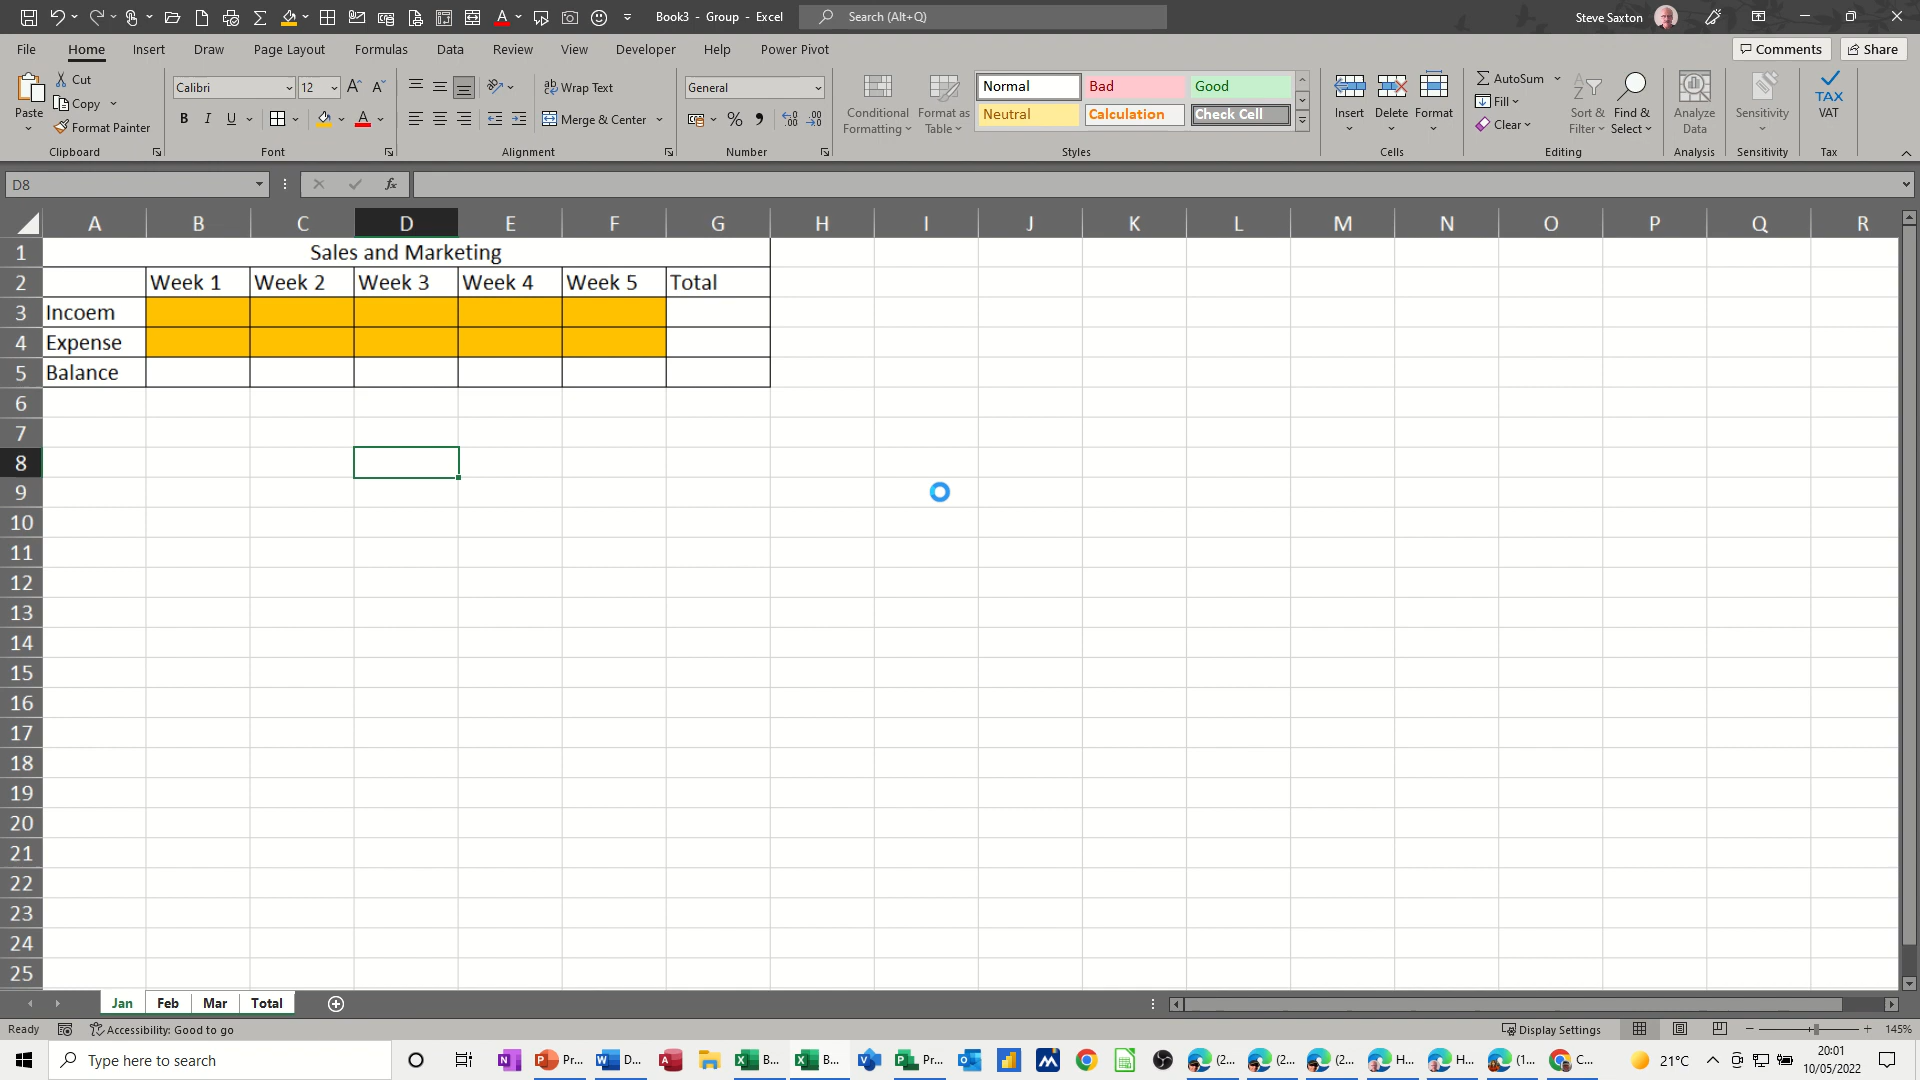 Book3 - Group - Excel
Search (Alt+Q)
Steve Saxton
File Home Insert Draw Page Layout Formulas Data Review View Developer Help Power Pivot
Comments Share
Paste
Cut
Copy
Format Painter
Clipboard
Calibri 12
B I U
Font
Wrap Text
Merge & Center
Alignment
General
Number
Conditional Formatting
Format as Table
Normal Bad Good
Neutral Calculation Check Cell
Styles
Insert Delete Format
Cells
AutoSum
Fill
Clear
Sort & Filter
Find & Select
Editing
Analyze Data
Analysis
Sensitivity
Sensitivity
TAX
VAT
Tax
D8
fx
A B C D E F G H I J K L M N O P Q R
1 Sales and Marketing
2 Week 1 Week 2 Week 3 Week 4 Week 5 Total
3 Incoem
4 Expense
5 Balance
6
7
8
9
10
11
12
13
14
15
16
17
18
19
20
21
22
23
24
25
Jan Feb Mar Total
Ready Accessibility: Good to go
Display Settings
145%
Type here to search
Pr...
D...
B...
B...
Pr...
(2...
(2...
(2...
H...
H...
(1...
C...
21°C
20:01
10/05/2022